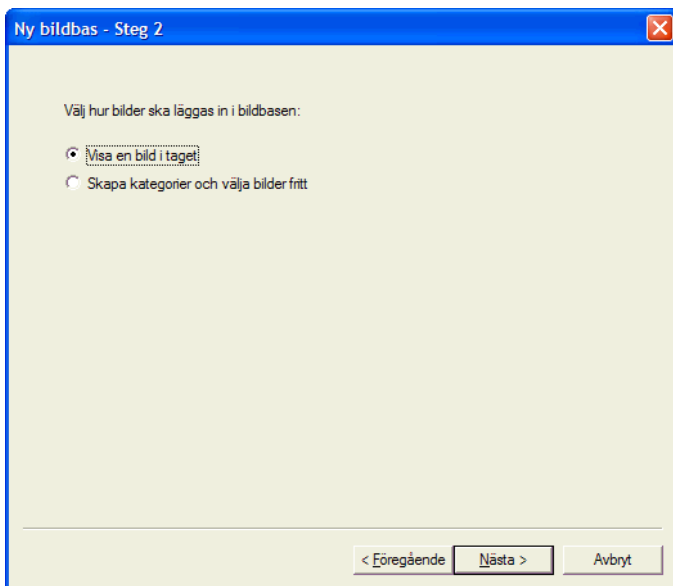 Ny bildbas - Steg 2
Välj hur bilder ska läggas in i bildbasen:
Visa en bild i taget
Skapa kategorier och välja bilder fritt
< Föregående Nästa > Avbryt